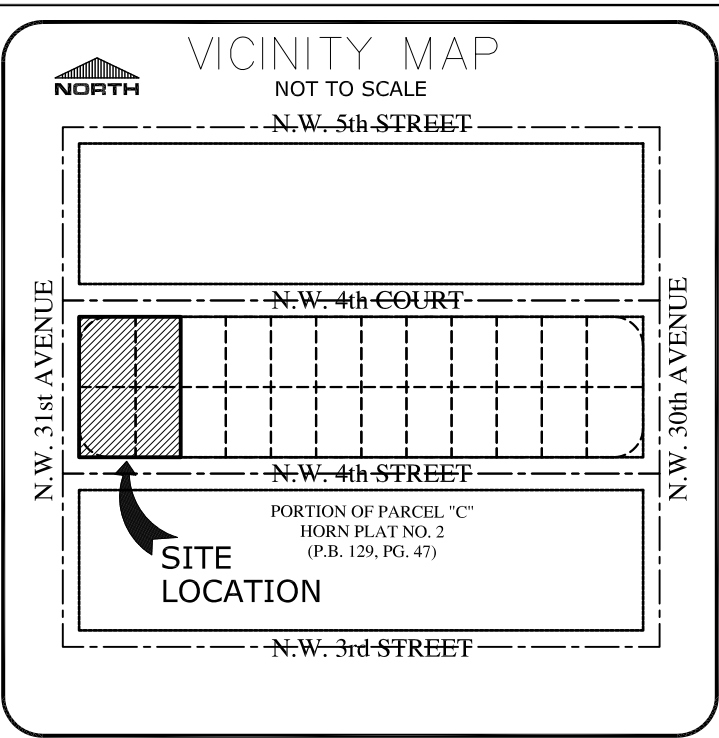 VICINITY MAP
NORTH
NOT TO SCALE
N.W. 5th STREET
N.W. 4th COURT
N.W. 31st AVENUE
N.W. 30th AVENUE
N.W. 4th STREET
PORTION OF PARCEL "C"
HORN PLAT NO. 2
(P.B. 129, PG. 47)
SITE
LOCATION
N.W. 3rd STREET